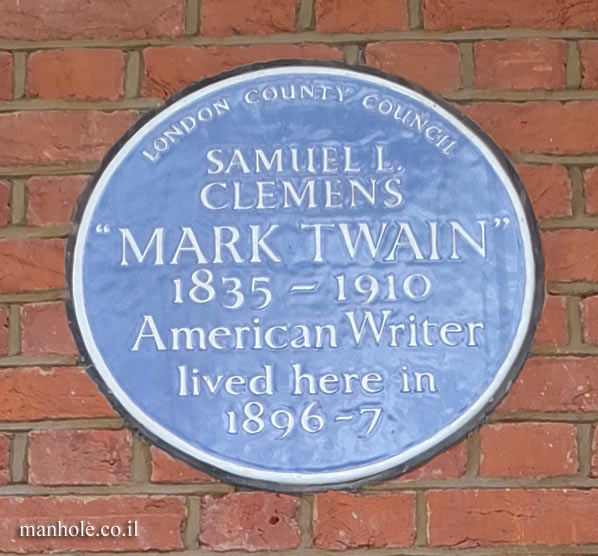 LONDON COUNTY COUNCIL
SAMUEL L.
CLEMENS
“MARK TWAIN”
1835 – 1910
American Writer
lived here in
1896-7
manhole.co.il